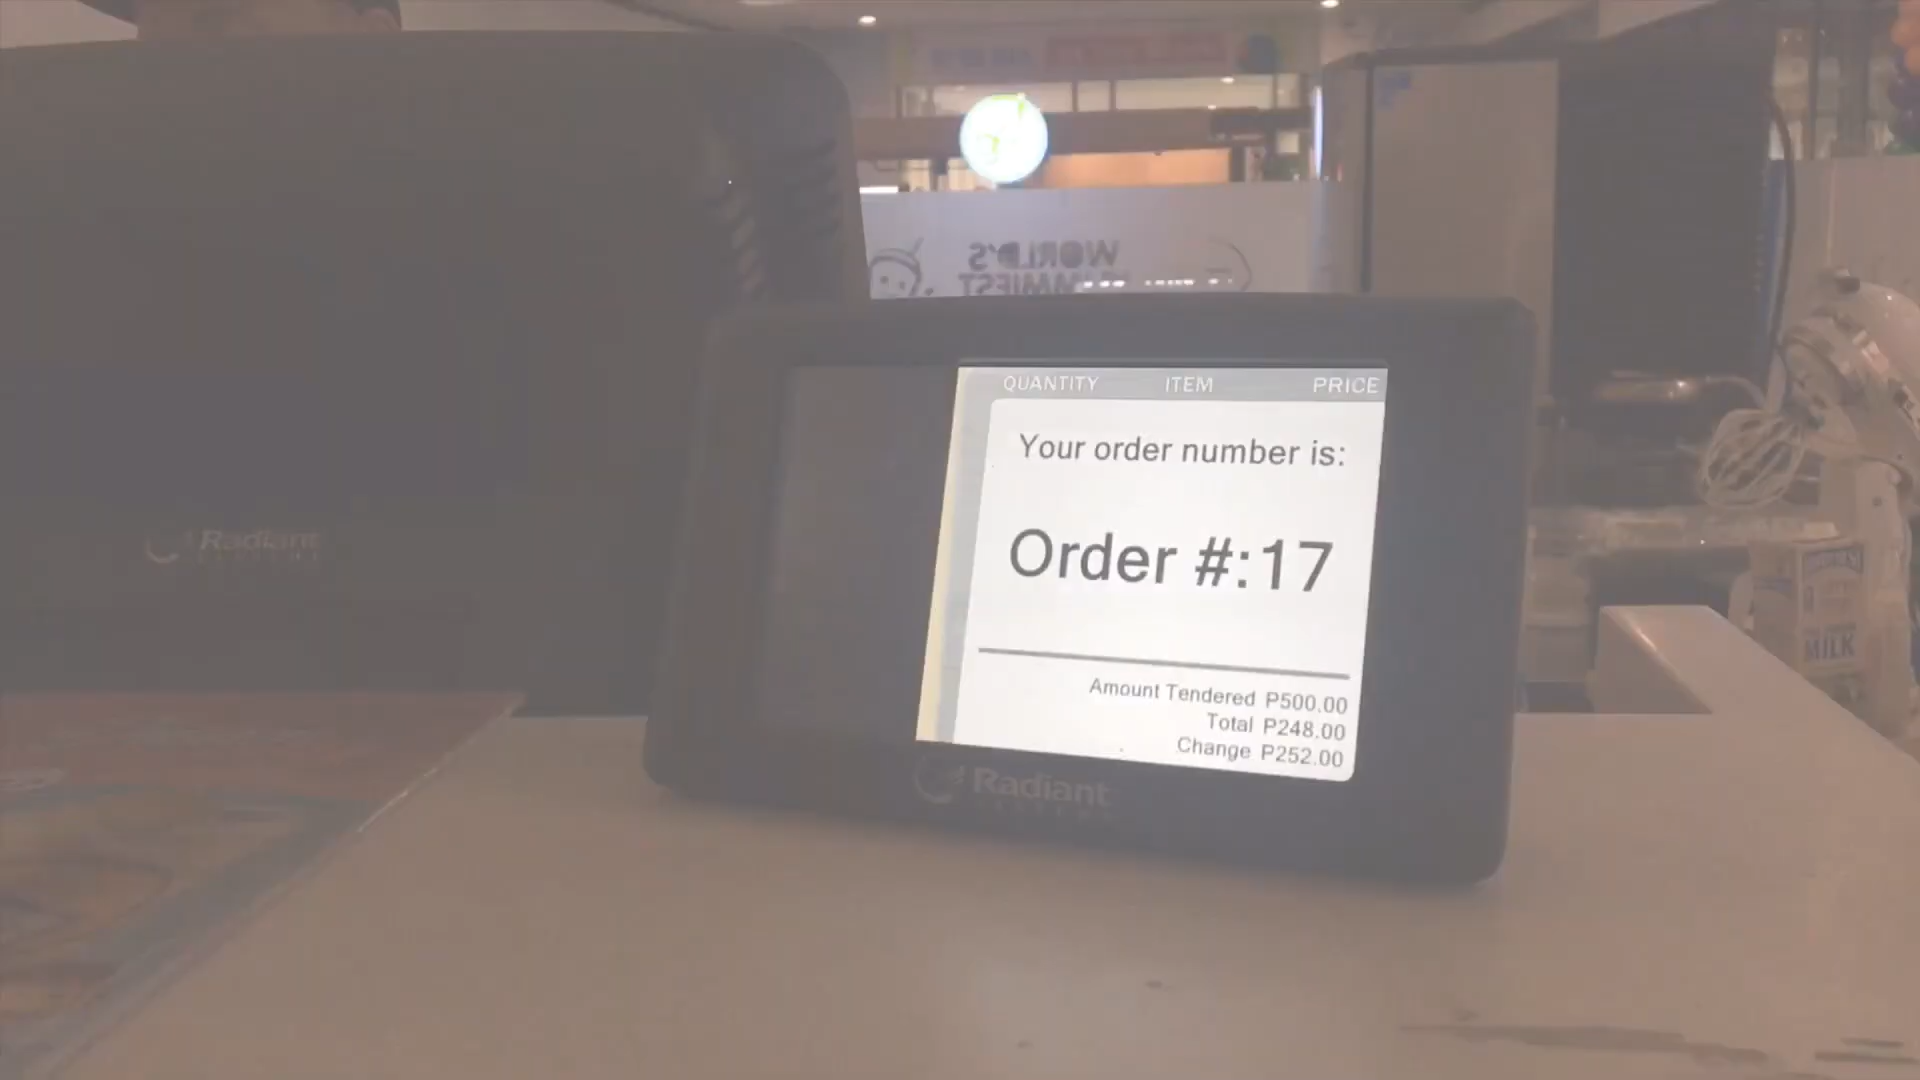 WORLD'S
QUANTITY ITEM PRICE
Your order number is:
Order #:17
Amount Tendered P500.00
Total P248.00
Change P252.00
Radiant
Radiant
MILK